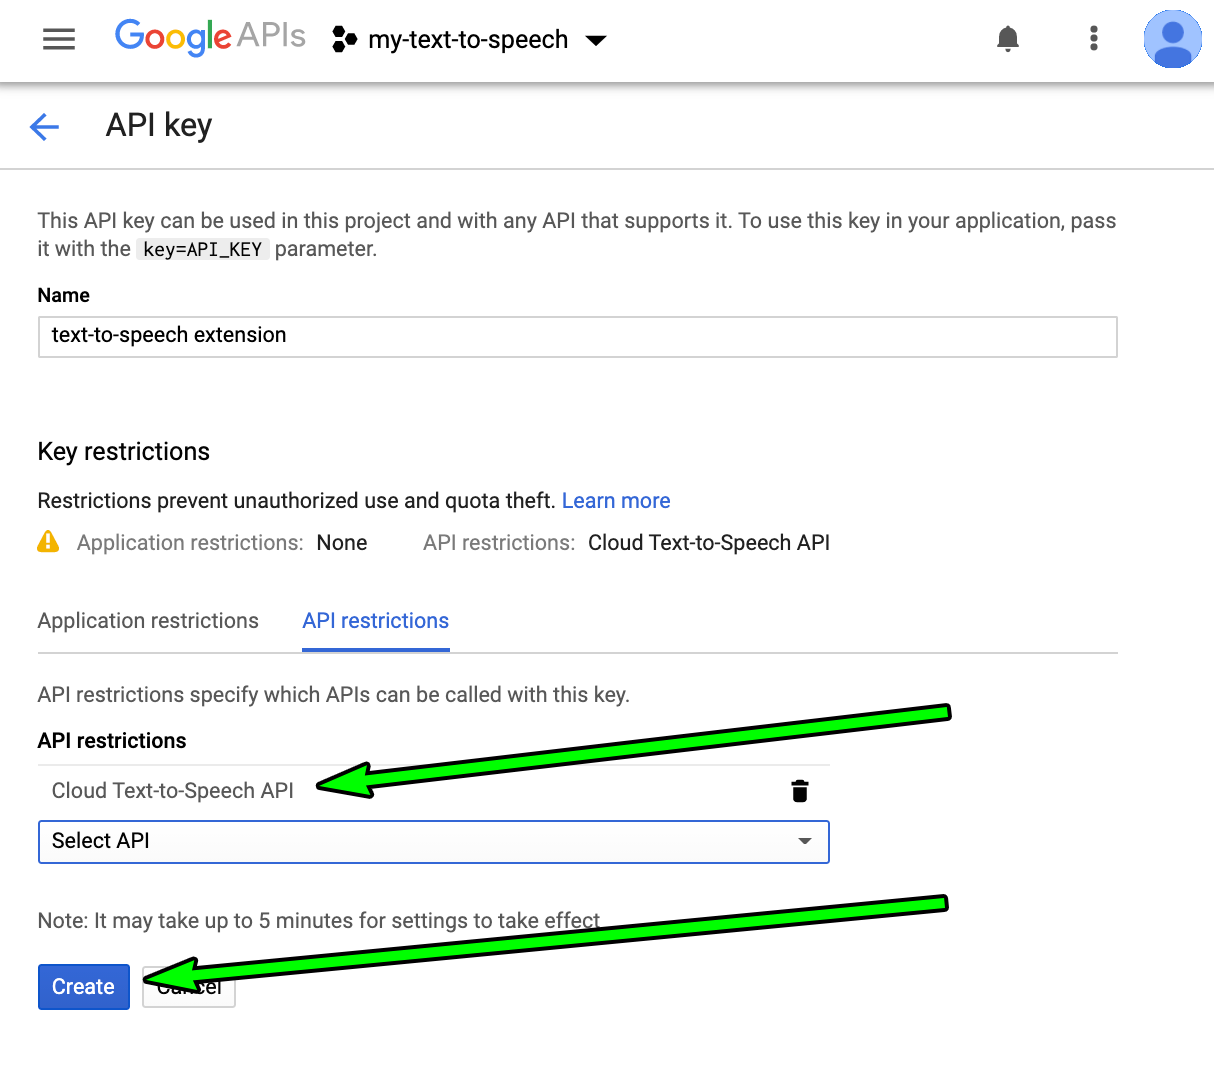 Google APIs my-text-to-speech
API key
This API key can be used in this project and with any API that supports it. To use this key in your application, pass
it with the key=API_KEY parameter.
Name
text-to-speech extension
Key restrictions
Restrictions prevent unauthorized use and quota theft. Learn more
Application restrictions: None API restrictions: Cloud Text-to-Speech API
Application restrictions API restrictions
API restrictions specify which APIs can be called with this key.
API restrictions
Cloud Text-to-Speech API
Select API
Note: It may take up to 5 minutes for settings to take effect.
Create Cancel